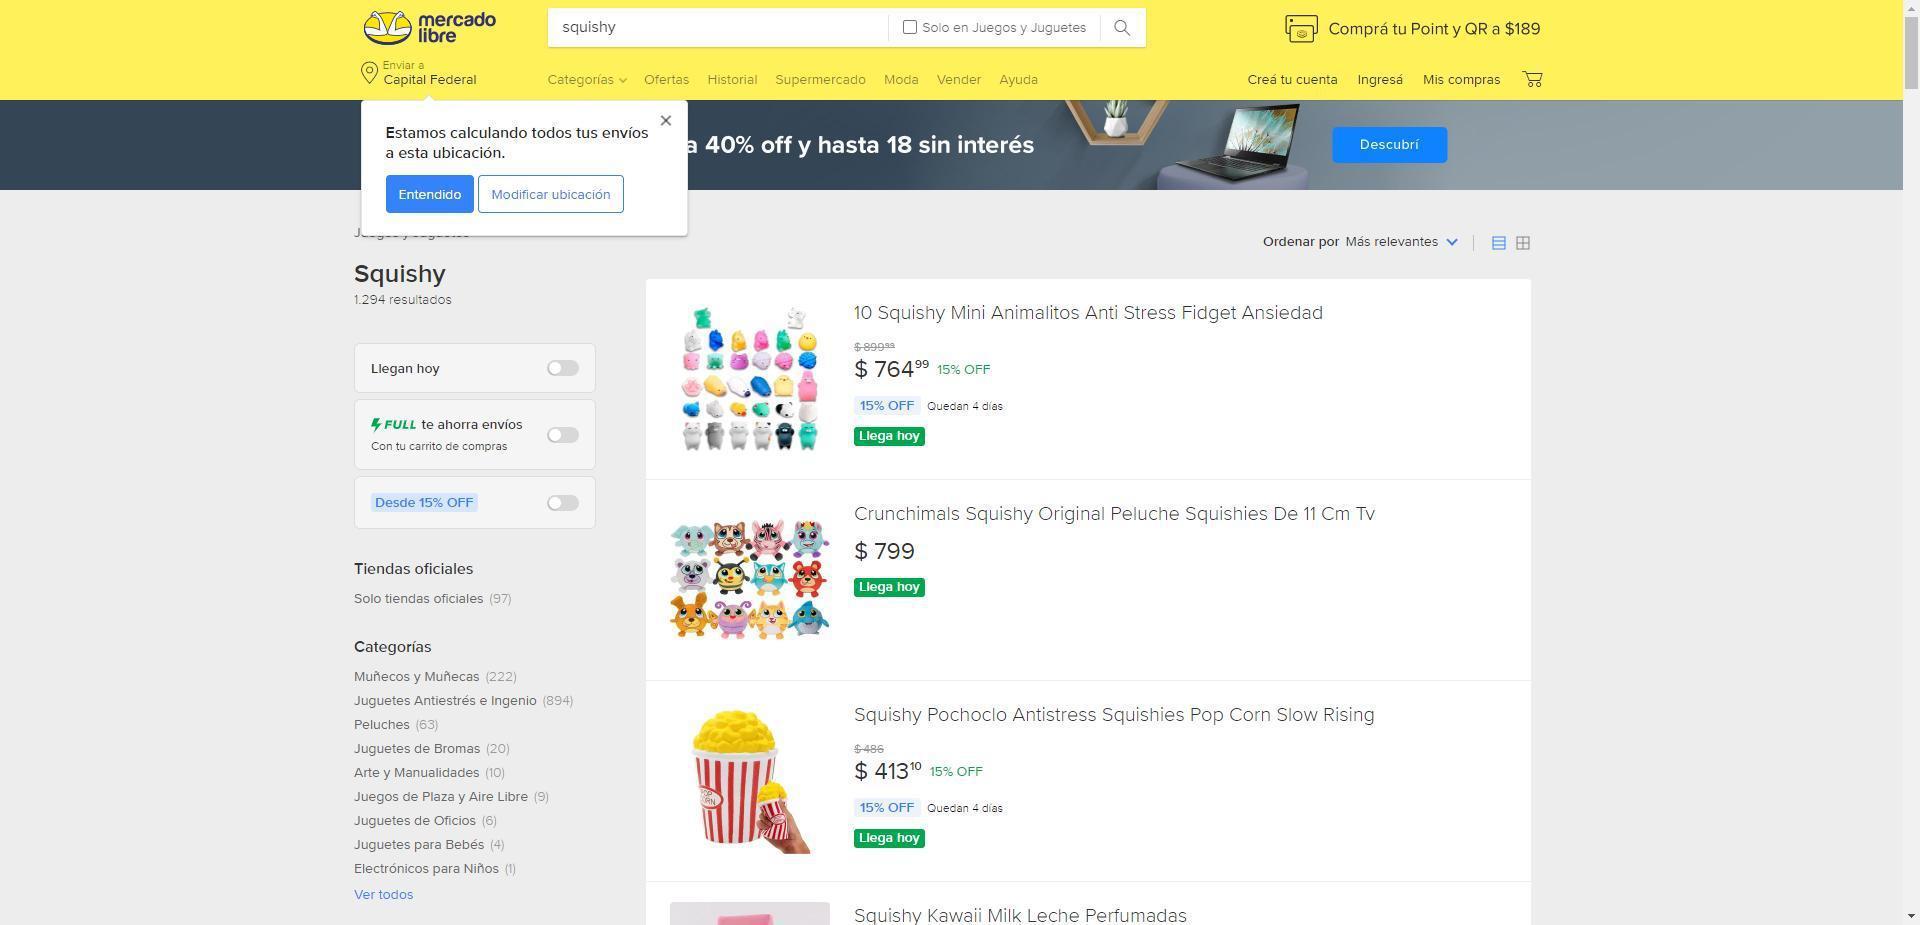 mercado
libre
squishy
Solo en Juegos y Juguetes
Comprá tu Point y QR a $189
Enviar a
Capital Federal
Categorías
Ofertas
Historial
Supermercado
Moda
Vender
Ayuda
Creá tu cuenta
Ingresá
Mis compras
Estamos calculando todos tus envíos
a esta ubicación.
Entendido
Modificar ubicación
a 40% off y hasta 18 sin interés
Descubrí
Juegos y Juguetes
Squishy
1.294 resultados
Ordenar por Más relevantes
Llegan hoy
FULL te ahorra envíos
Con tu carrito de compras
Desde 15% OFF
Tiendas oficiales
Solo tiendas oficiales (97)
Categorías
Muñecos y Muñecas (222)
Juguetes Antiestrés e Ingenio (894)
Peluches (63)
Juguetes de Bromas (20)
Arte y Manualidades (10)
Juegos de Plaza y Aire Libre (9)
Juguetes de Oficios (6)
Juguetes para Bebés (4)
Electrónicos para Niños (1)
Ver todos
10 Squishy Mini Animalitos Anti Stress Fidget Ansiedad
$ 899 99
$ 764 99 15% OFF
15% OFF Quedan 4 días
Llega hoy
Crunchimals Squishy Original Peluche Squishies De 11 Cm Tv
$ 799
Llega hoy
POP
CORN
Squishy Pochoclo Antistress Squishies Pop Corn Slow Rising
$ 486
$ 413 10 15% OFF
15% OFF Quedan 4 días
Llega hoy
Squishy Kawaii Milk Leche Perfumadas